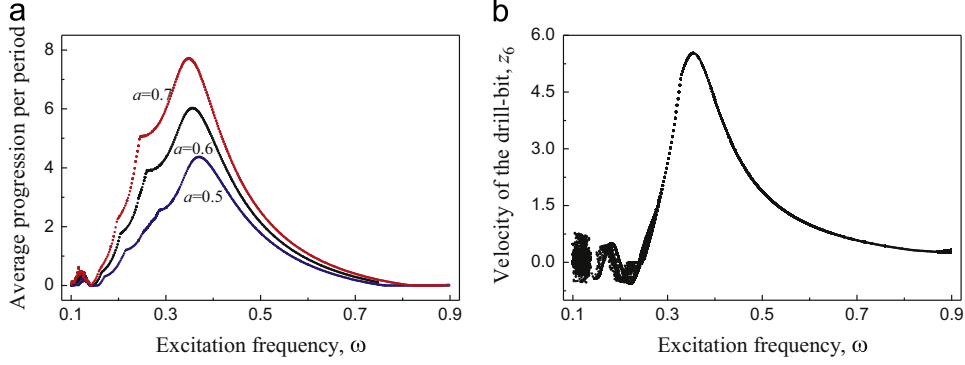 a
Average progression per period
8
6
4
2
0
a=0.7
a=0.6
a=0.5
0.1
0.3
0.5
0.7
0.9
Excitation frequency, ω
b
Velocity of the drill-bit, z6
6.0
4.5
3.0
1.5
0.0
0.1
0.3
0.5
0.7
0.9
Excitation frequency, ω